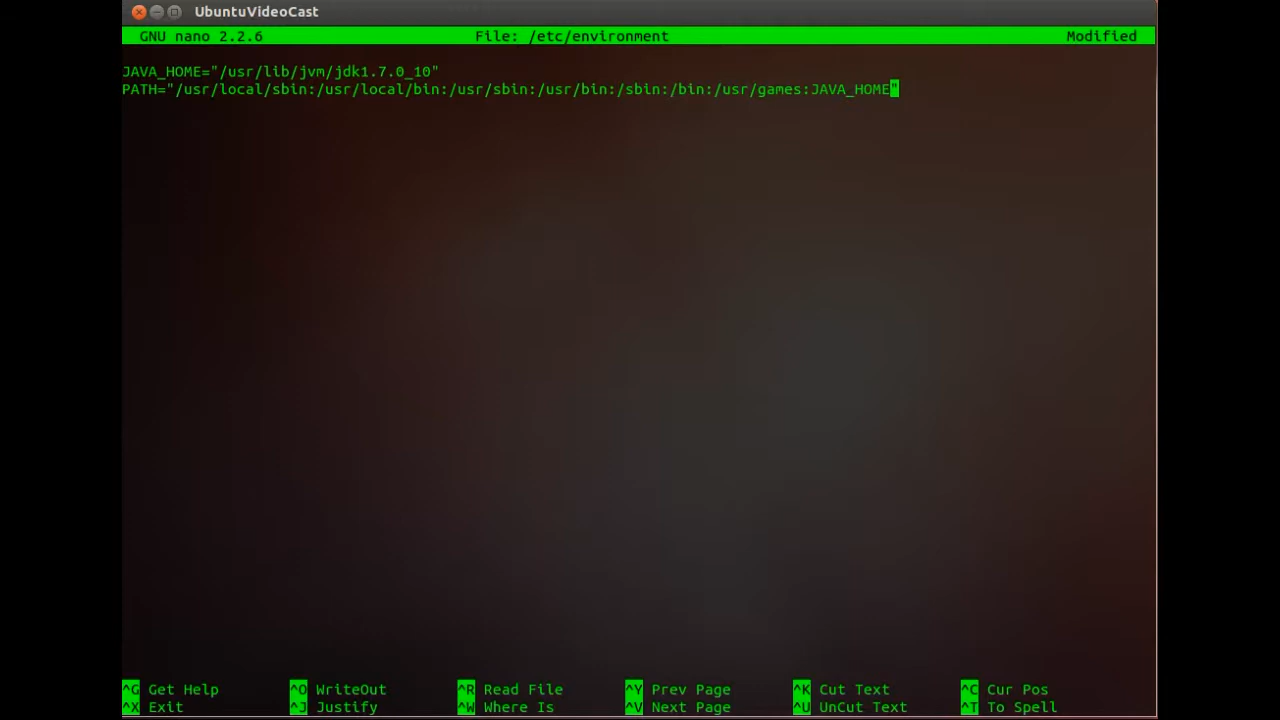 UbuntuVideoCast
GNU nano 2.2.6 File: /etc/environment Modified
JAVA_HOME="/usr/lib/jvm/jdk1.7.0_10"
PATH="/usr/local/sbin:/usr/local/bin:/usr/sbin:/usr/bin:/sbin:/bin:/usr/games:JAVA_HOME"
^G Get Help ^O WriteOut ^R Read File ^Y Prev Page ^K Cut Text ^C Cur Pos
^X Exit ^J Justify ^W Where Is ^V Next Page ^U UnCut Text ^T To Spell